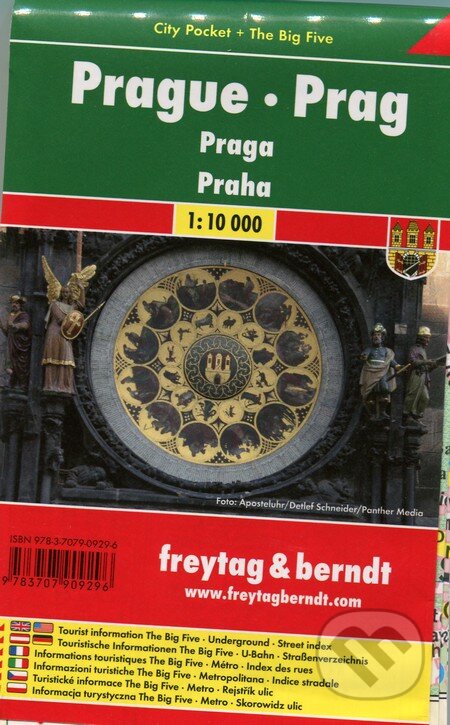 City Pocket + The Big Five
Prague · Prag
Praga
Praha
1:10 000
Foto: Aposteluhr/Detlef Schneider/Panther Media
ISBN 978-3-7079-0929-6
9 783707 909296
freytag & berndt
www.freytagberndt.com
Tourist information The Big Five · Underground · Street index
Touristische Informationen The Big Five · U-Bahn · Straßenverzeichnis
Informations touristiques The Big Five · Métro · Index des rues
Informazioni turistiche The Big Five · Metropolitana · Indice stradale
Turistické informace The Big Five · Metro · Rejstřík ulic
Informacja turystyczna The Big Five · Metro · Skorowidz ulic
m
martinus